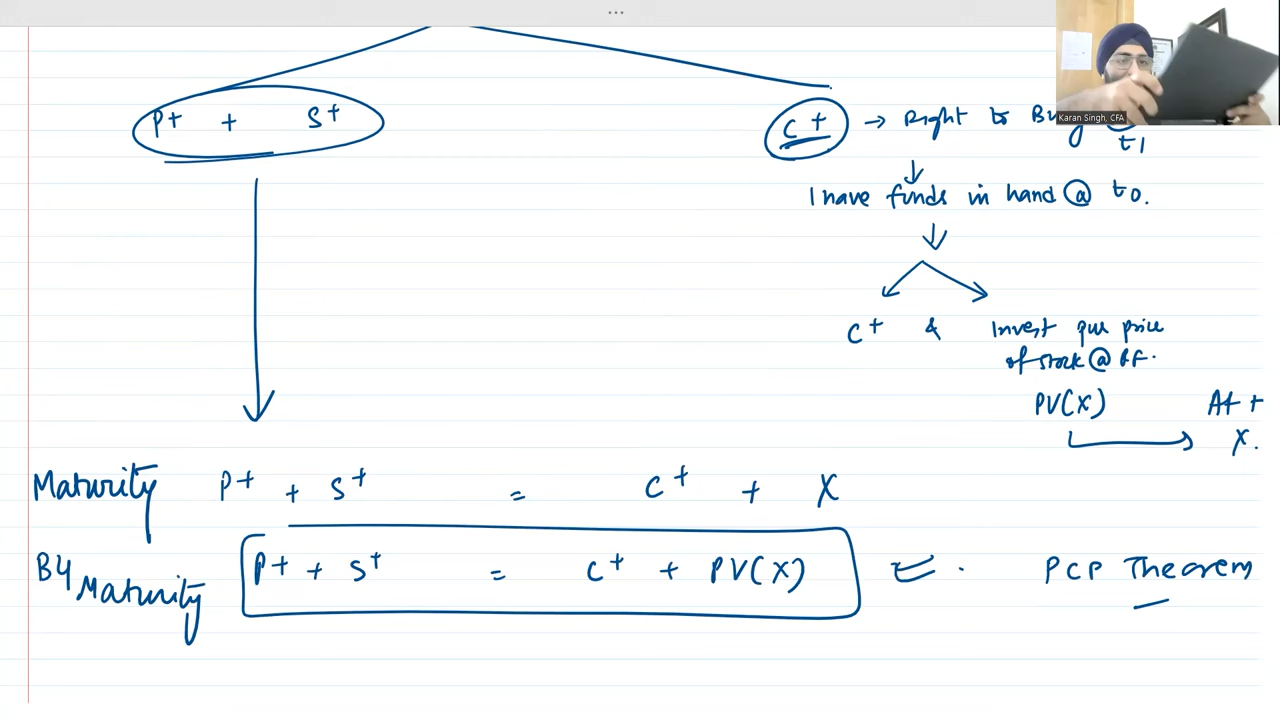 P+ + S+
C+ → Right to Buy
t1
I have funds in hand @ t0.
C+ & Invest
price
of stock @ RF.
PV(X) At t
X.
Maturity P+ + S+ = C+ + X
B4 Maturity P+ + S+ = C+ + PV(X) PCP Theorem
Karan Singh, CFA